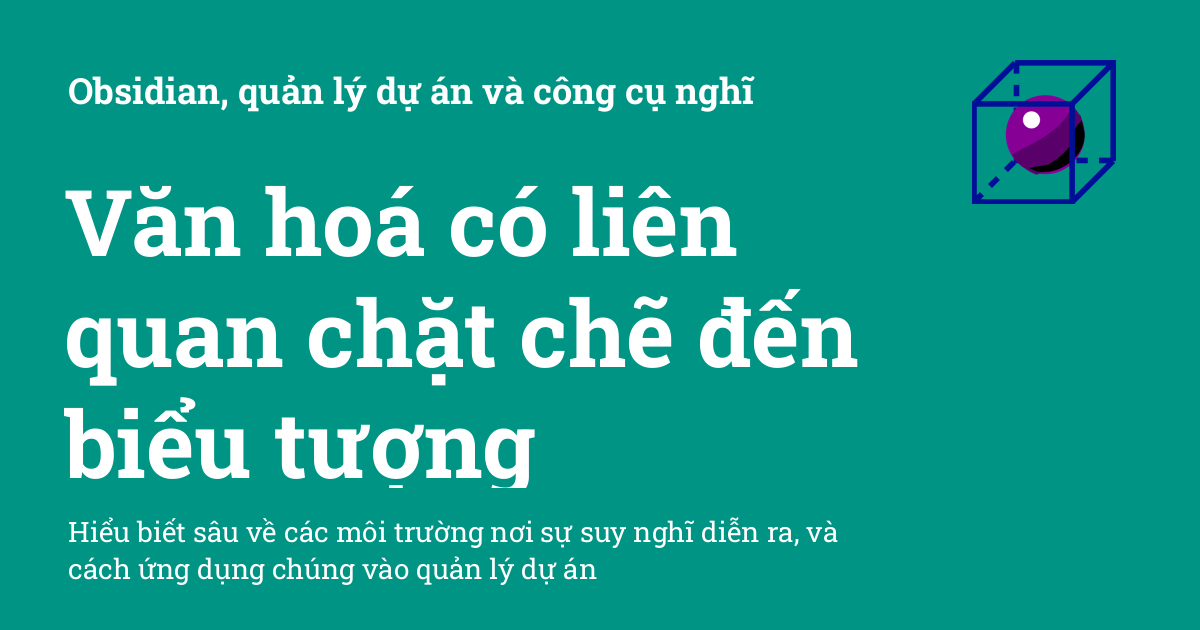 Obsidian, quản lý dự án và công cụ nghĩ
Văn hoá có liên
quan chặt chẽ đến
biểu tượng
Hiểu biết sâu về các môi trường nơi sự suy nghĩ diễn ra, và
cách ứng dụng chúng vào quản lý dự án